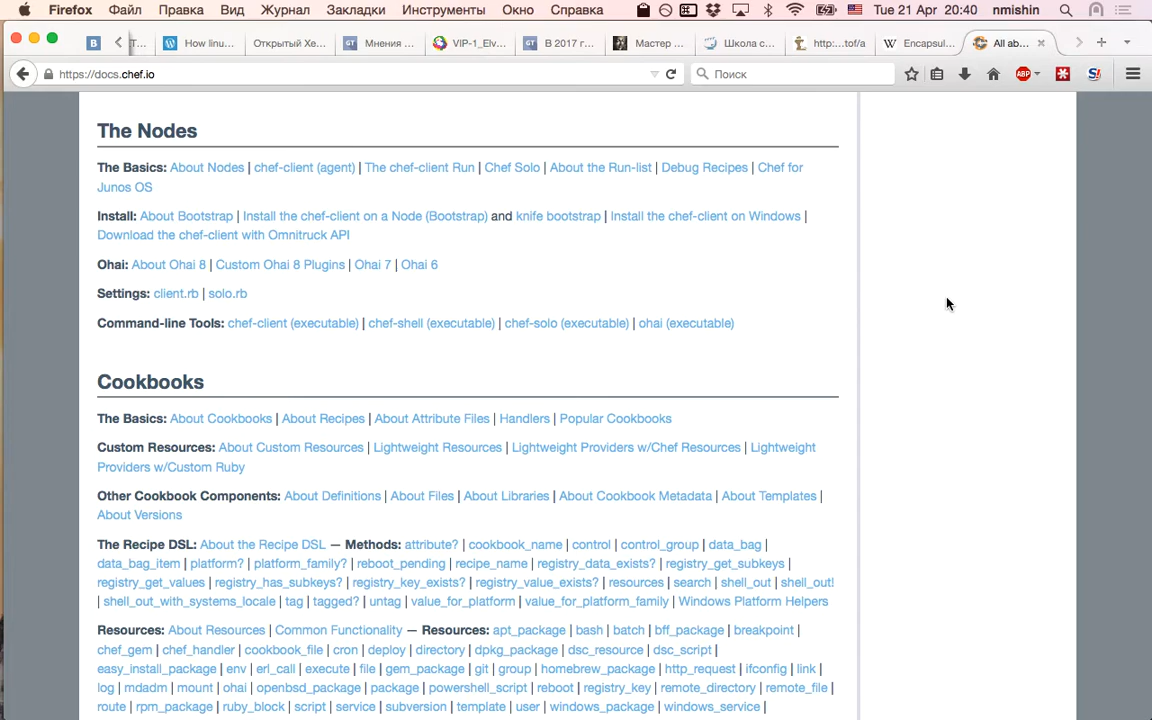 Firefox Файл Правка Вид Журнал Закладки Инструменты Окно Справка Tue 21 Apr 20:40 nmishin
T... How linu... Открытый Хе... GT Мнения ... VIP-1_Elv... GT В 2017 г... Мастер ... Школа с... http:...tof/a W Encapsul... All ab...
https://docs.chef.io Поиск ABP S!
The Nodes
The Basics: About Nodes | chef-client (agent) | The chef-client Run | Chef Solo | About the Run-list | Debug Recipes | Chef for
Junos OS
Install: About Bootstrap | Install the chef-client on a Node (Bootstrap) and knife bootstrap | Install the chef-client on Windows |
Download the chef-client with Omnitruck API
Ohai: About Ohai 8 | Custom Ohai 8 Plugins | Ohai 7 | Ohai 6
Settings: client.rb | solo.rb
Command-line Tools: chef-client (executable) | chef-shell (executable) | chef-solo (executable) | ohai (executable)
Cookbooks
The Basics: About Cookbooks | About Recipes | About Attribute Files | Handlers | Popular Cookbooks
Custom Resources: About Custom Resources | Lightweight Resources | Lightweight Providers w/Chef Resources | Lightweight
Providers w/Custom Ruby
Other Cookbook Components: About Definitions | About Files | About Libraries | About Cookbook Metadata | About Templates |
About Versions
The Recipe DSL: About the Recipe DSL — Methods: attribute? | cookbook_name | control | control_group | data_bag |
data_bag_item | platform? | platform_family? | reboot_pending | recipe_name | registry_data_exists? | registry_get_subkeys |
registry_get_values | registry_has_subkeys? | registry_key_exists? | registry_value_exists? | resources | search | shell_out | shell_out!
| shell_out_with_systems_locale | tag | tagged? | untag | value_for_platform | value_for_platform_family | Windows Platform Helpers
Resources: About Resources | Common Functionality — Resources: apt_package | bash | batch | bff_package | breakpoint |
chef_gem | chef_handler | cookbook_file | cron | deploy | directory | dpkg_package | dsc_resource | dsc_script |
easy_install_package | env | erl_call | execute | file | gem_package | git | group | homebrew_package | http_request | ifconfig | link |
log | mdadm | mount | ohai | openbsd_package | package | powershell_script | reboot | registry_key | remote_directory | remote_file |
route | rpm_package | ruby_block | script | service | subversion | template | user | windows_package | windows_service |